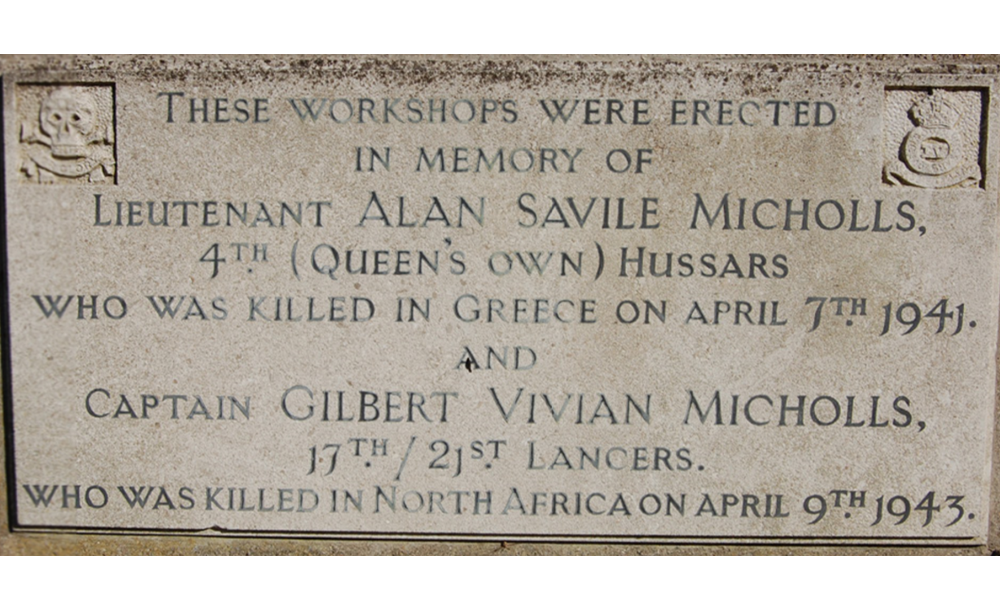 THESE WORKSHOPS WERE ERECTED
IN MEMORY OF
LIEUTENANT ALAN SAVILE MICHOLLS,
4TH (QUEEN'S OWN) HUSSARS
WHO WAS KILLED IN GREECE ON APRIL 7TH 1941.
AND
CAPTAIN GILBERT VIVIAN MICHOLLS,
17TH/21ST LANCERS.
WHO WAS KILLED IN NORTH AFRICA ON APRIL 9TH 1943.